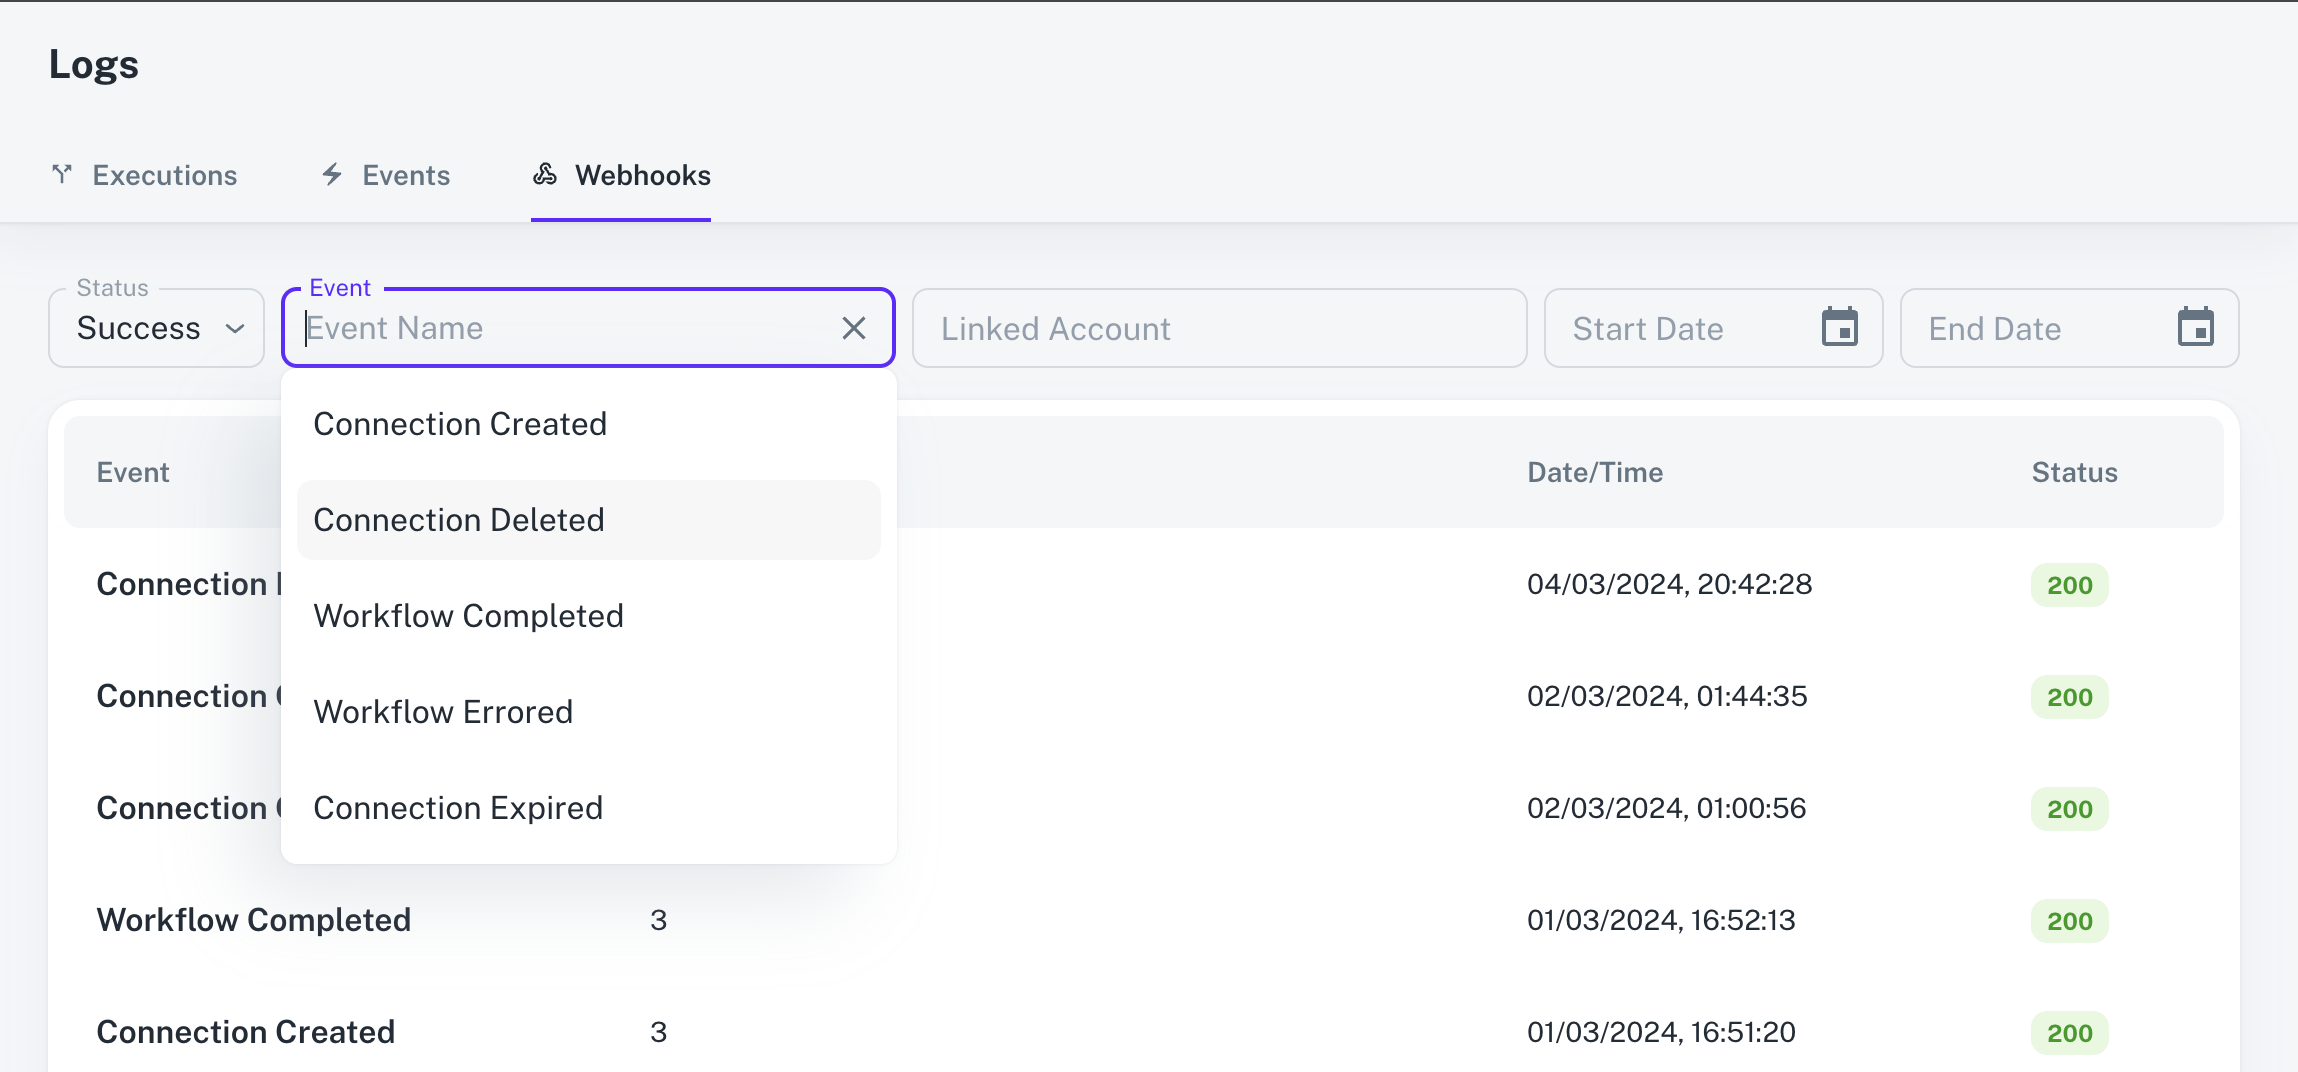 Logs
Executions Events Webhooks
Status
Success
Event
Event Name
Linked Account
Start Date
End Date
Connection Created
Connection Deleted
Workflow Completed
Workflow Errored
Connection Expired
Event Date/Time Status
Connection 04/03/2024, 20:42:28 200
Connection 02/03/2024, 01:44:35 200
Connection 02/03/2024, 01:00:56 200
Workflow Completed 3 01/03/2024, 16:52:13 200
Connection Created 3 01/03/2024, 16:51:20 200